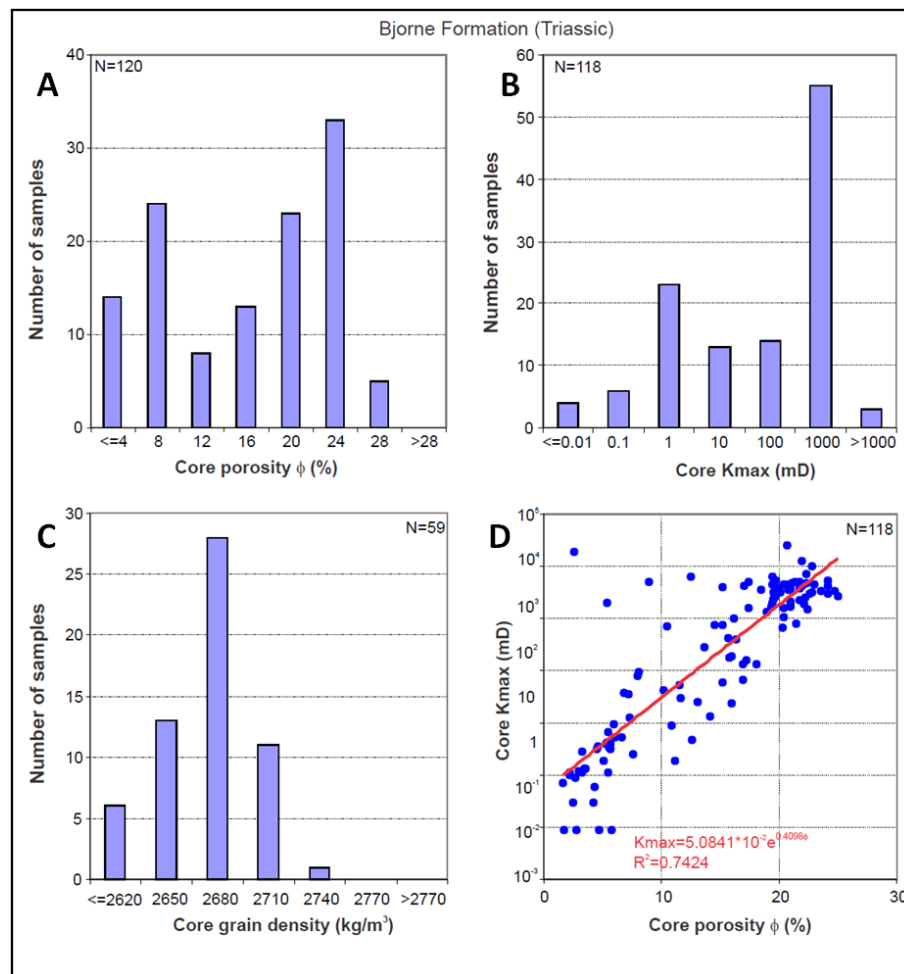 Bjorne Formation (Triassic)
A
N=120
40
30
20
10
0
Number of samples
<=4 8 12 16 20 24 28 >28
Core porosity ϕ (%)
B
N=118
60
50
40
30
20
10
0
Number of samples
<=0.01 0.1 1 10 100 1000 >1000
Core Kmax (mD)
C
N=59
30
25
20
15
10
5
0
Number of samples
<=2620 2650 2680 2710 2740 2770 >2770
Core grain density (kg/m³)
D
N=118
10⁵
10⁴
10³
10²
10
1
10⁻¹
10⁻²
10⁻³
Core Kmax (mD)
Kmax=5.0841*10⁻²e^0.4098ϕ
R²=0.7424
0 10 20 30
Core porosity ϕ (%)